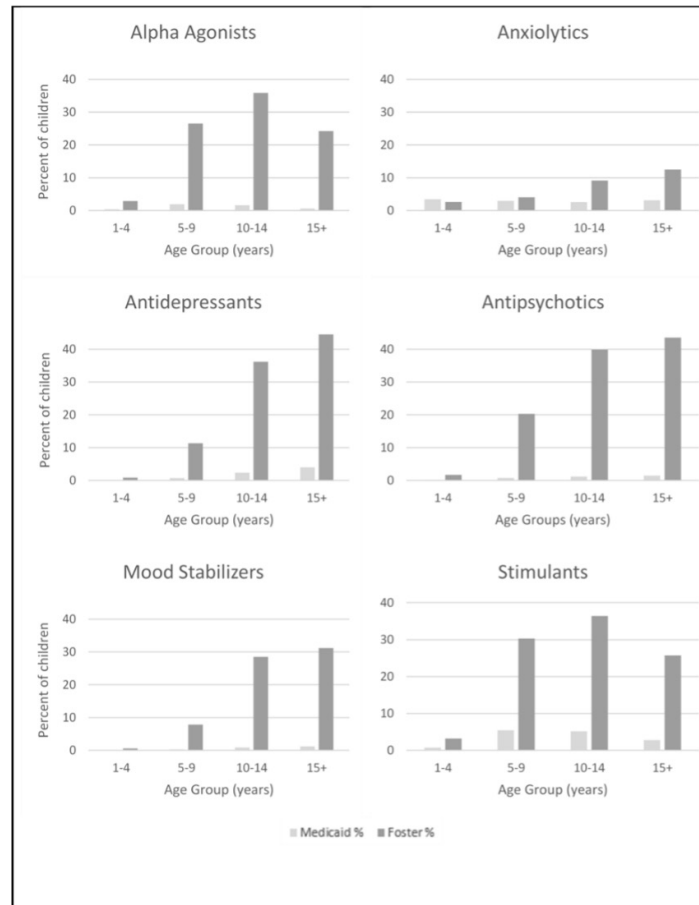 Alpha Agonists
Percent of children
40
30
20
10
0
1-4 5-9 10-14 15+
Age Group (years)
Anxiolytics
40
30
20
10
0
1-4 5-9 10-14 15+
Age Group (years)
Antidepressants
Percent of children
40
30
20
10
0
1-4 5-9 10-14 15+
Age Group (years)
Antipsychotics
40
30
20
10
0
1-4 5-9 10-14 15+
Age Groups (years)
Mood Stabilizers
Percent of children
40
30
20
10
0
1-4 5-9 10-14 15+
Age Group (years)
Stimulants
40
30
20
10
0
1-4 5-9 10-14 15+
Age Group (years)
Medicaid % Foster %